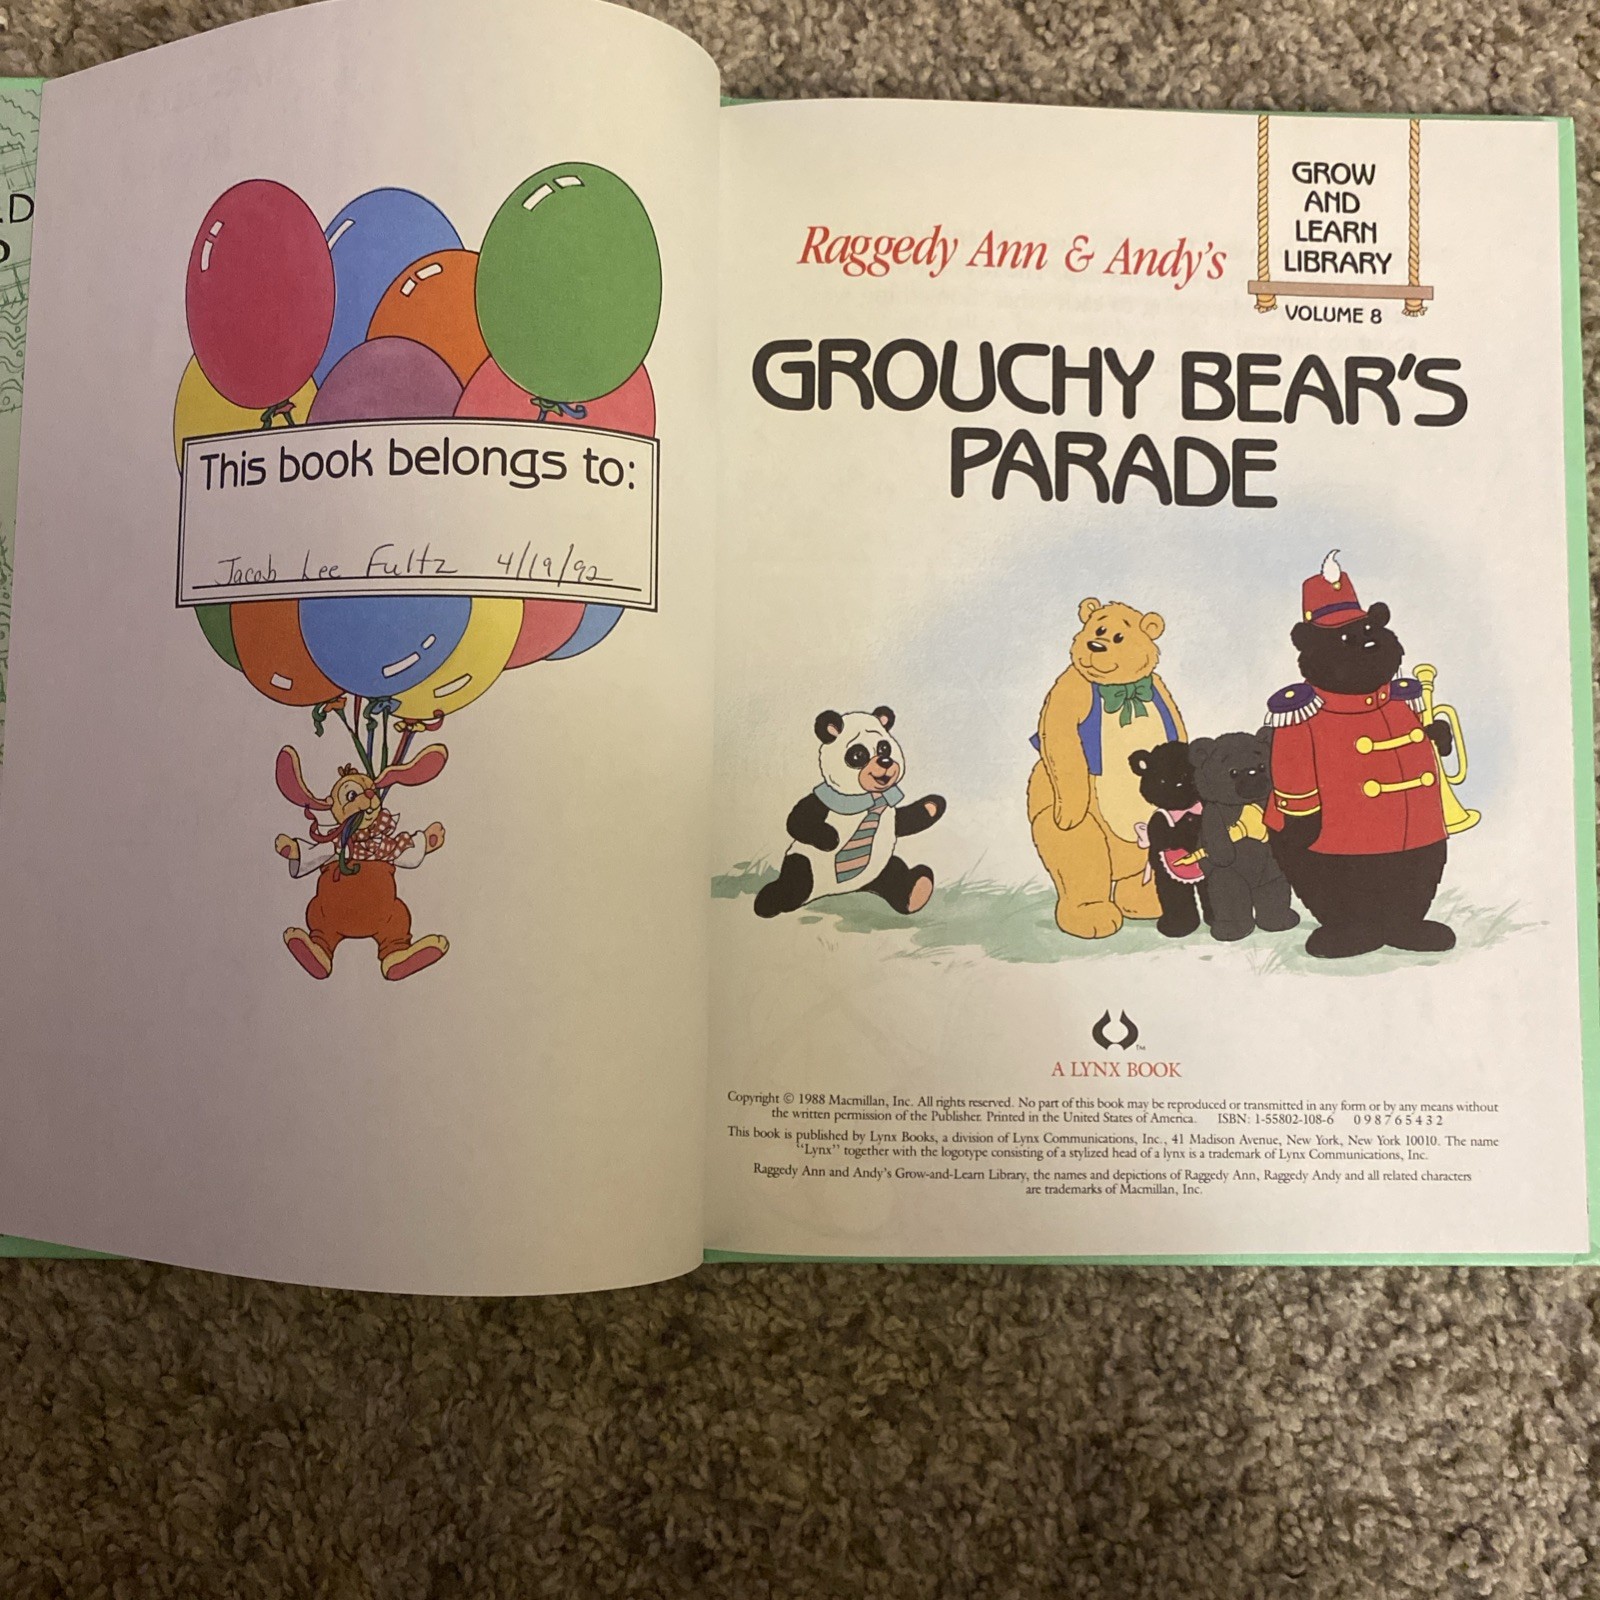 LD
This book belongs to:
Jacob Lee Fultz 4/19/92
GROW
AND
LEARN
LIBRARY
VOLUME 8
Raggedy Ann & Andy's
GROUCHY BEAR'S
PARADE
A LYNX BOOK
Copyright © 1988 Macmillan, Inc. All rights reserved. No part of this book may be reproduced or transmitted in any form or by any means without
the written permission of the Publisher. Printed in the United States of America. ISBN: 1-55802-108-6 0 9 8 7 6 5 4 3 2
This book is published by Lynx Books, a division of Lynx Communications, Inc., 41 Madison Avenue, New York, New York 10010. The name
"Lynx" together with the logotype consisting of a stylized head of a lynx is a trademark of Lynx Communications, Inc.
Raggedy Ann and Andy's Grow-and-Learn Library, the names and depictions of Raggedy Ann, Raggedy Andy and all related characters
are trademarks of Macmillan, Inc.